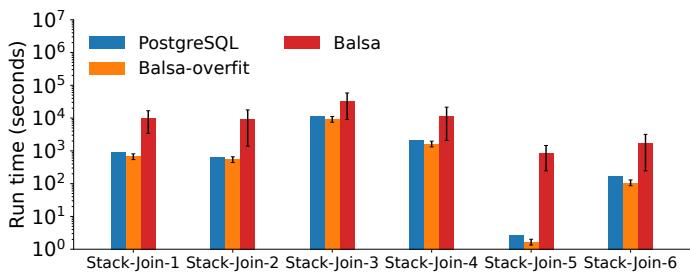 Run time (seconds)
10^7
10^6
10^5
10^4
10^3
10^2
10^1
10^0
PostgreSQL
Balsa-overfit
Balsa
Stack-Join-1 Stack-Join-2 Stack-Join-3 Stack-Join-4 Stack-Join-5 Stack-Join-6